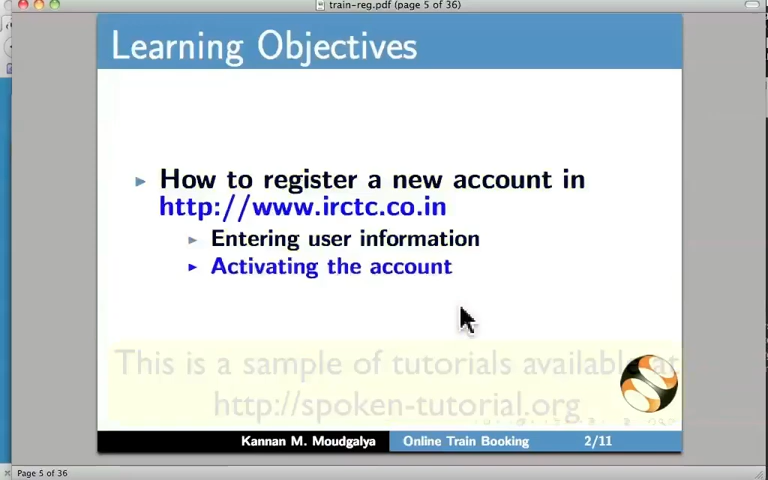 train-reg.pdf (page 5 of 36)
Learning Objectives
How to register a new account in
http://www.irctc.co.in
Entering user information
Activating the account
This is a sample of tutorials available at
http://spoken-tutorial.org
Kannan M. Moudgalya Online Train Booking 2/11
Page 5 of 36